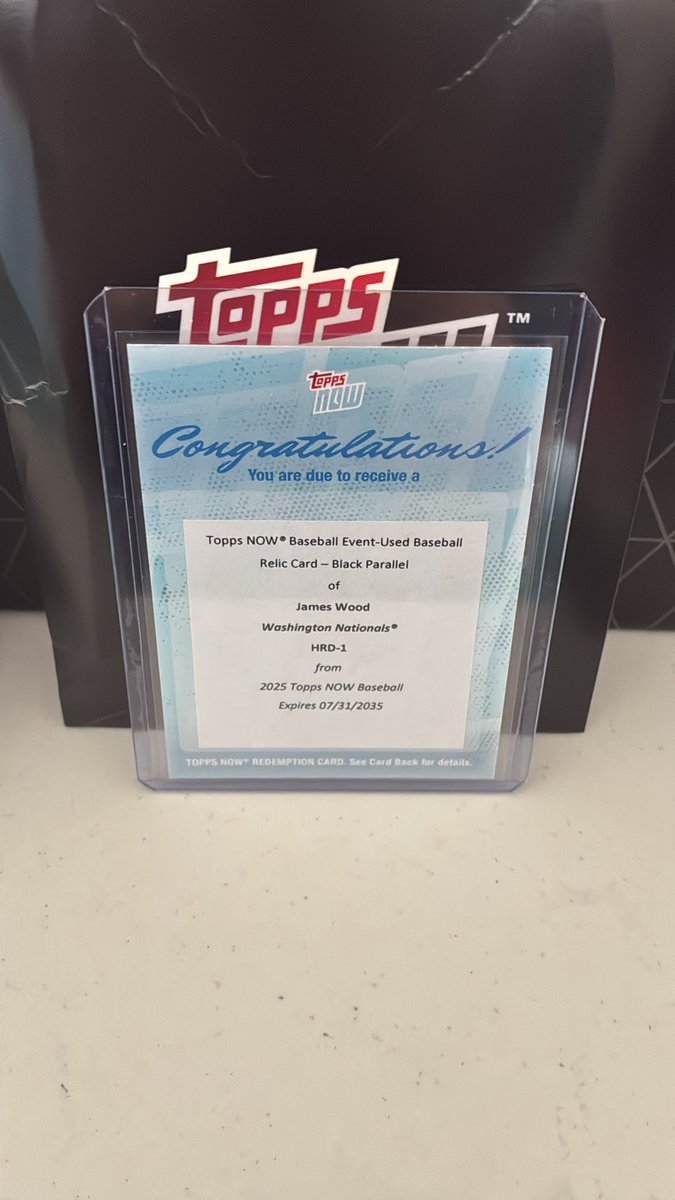 TOPPS
TM
TOPPS
NOW
Congratulations!
You are due to receive a
Topps NOW® Baseball Event-Used Baseball
Relic Card – Black Parallel
of
James Wood
Washington Nationals®
HRD-1
from
2025 Topps NOW Baseball
Expires 07/31/2035
TOPPS NOW® REDEMPTION CARD. See Card Back for details.